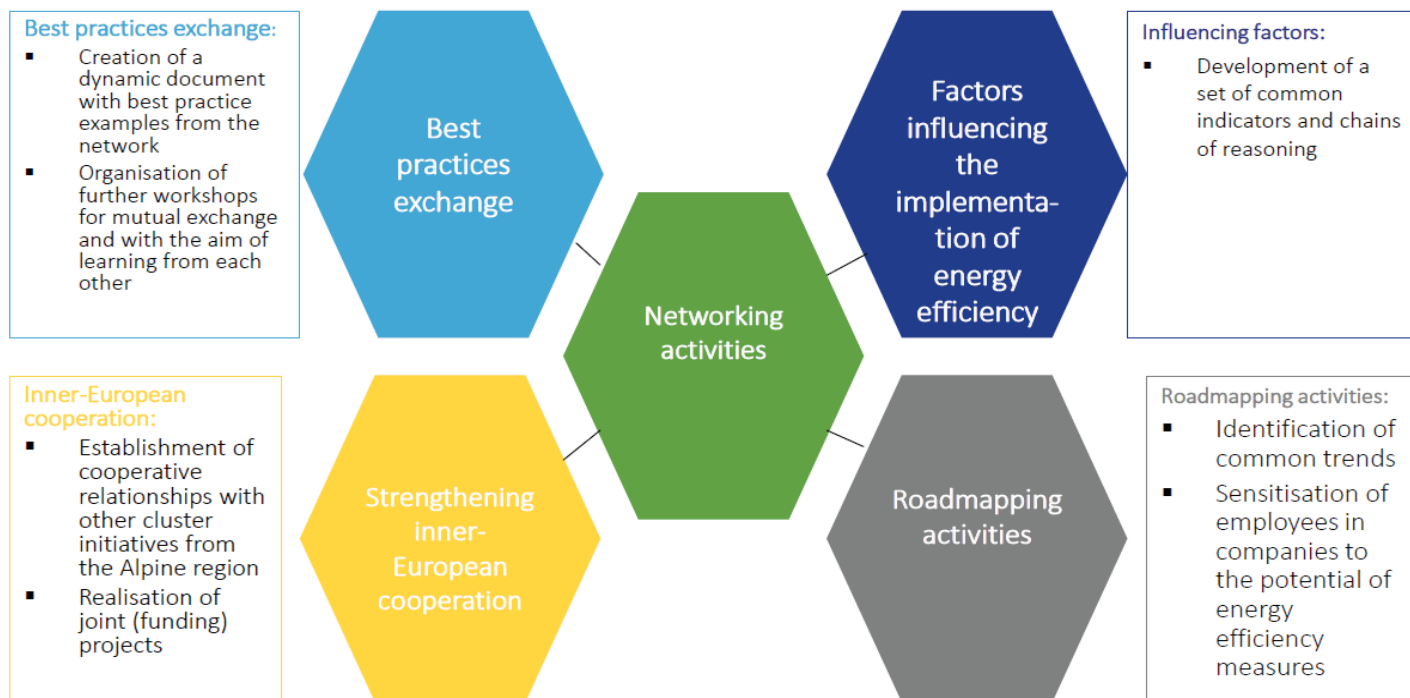 Best practices exchange:
▪ Creation of a
dynamic document
with best practice
examples from the
network
▪ Organisation of
further workshops
for mutual exchange
and with the aim of
learning from each
other
Best
practices
exchange
Factors
influencing
the
implementa-
tion of
energy
efficiency
Influencing factors:
▪ Development of a
set of common
indicators and chains
of reasoning
Networking
activities
Inner-European
cooperation:
▪ Establishment of
cooperative
relationships with
other cluster
initiatives from
the Alpine region
▪ Realisation of
joint (funding)
projects
Strengthening
inner-
European
cooperation
Roadmapping
activities
Roadmapping activities:
▪ Identification of
common trends
▪ Sensitisation of
employees in
companies to
the potential of
energy
efficiency
measures